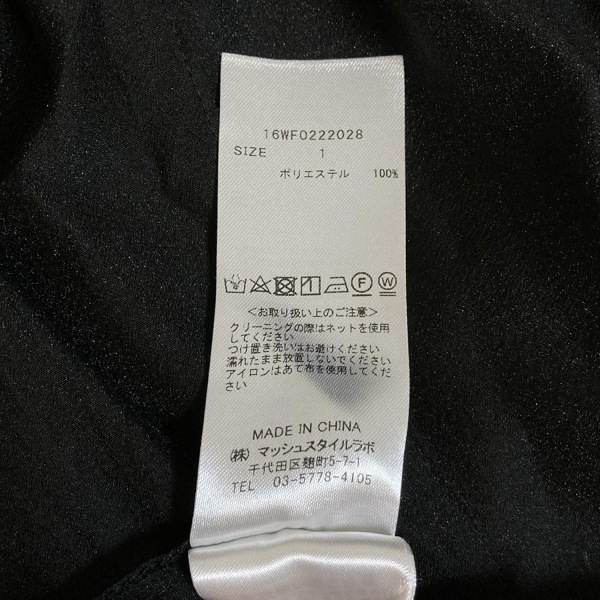 16WF0222028
SIZE 1
ポリエステル 100%
F W
<お取り扱い上のご注意>
クリーニングの際はネットを使用
してください
つけ置き洗いはお避けください
濡れたまま放置しないでください
アイロンはあて布を使用してくだ
さい
MADE IN CHINA
(株) マッシュスタイルラボ
千代田区麹町5-7-1
TEL 03-5778-4105